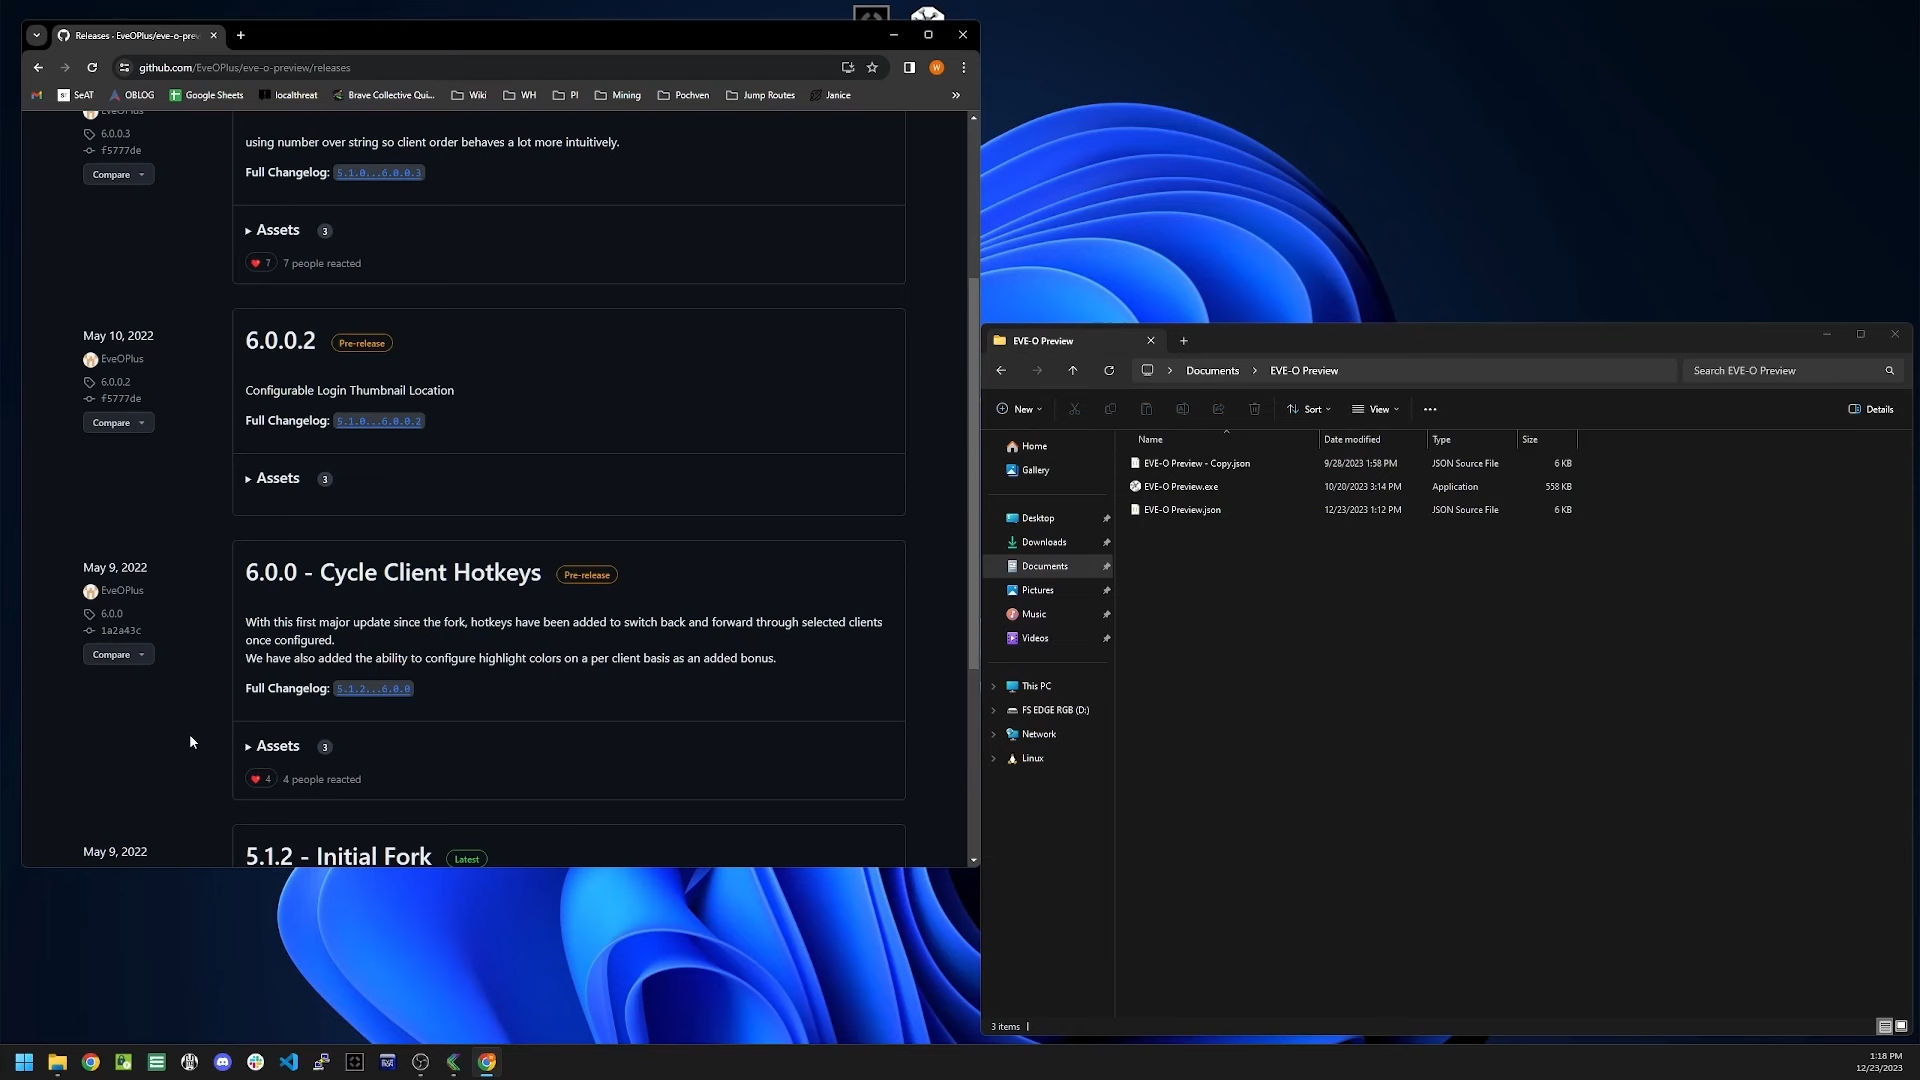 Releases · EveOPlus/eve-o-prev
github.com/EveOPlus/eve-o-preview/releases
W
SeAT
OBLOG
Google Sheets
localthreat
Brave Collective Qui...
Wiki
WH
PI
Mining
Pochven
Jump Routes
Janice
»
EveOPlus
6.0.0.3
f5777de
Compare
using number over string so client order behaves a lot more intuitively.
Full Changelog: 5.1.0...6.0.0.3
Assets 3
7 7 people reacted
May 10, 2022
EveOPlus
6.0.0.2
f5777de
Compare
6.0.0.2 Pre-release
Configurable Login Thumbnail Location
Full Changelog: 5.1.0...6.0.0.2
Assets 3
May 9, 2022
EveOPlus
6.0.0
1a2a43c
Compare
6.0.0 - Cycle Client Hotkeys Pre-release
With this first major update since the fork, hotkeys have been added to switch back and forward through selected clients
once configured.
We have also added the ability to configure highlight colors on a per client basis as an added bonus.
Full Changelog: 5.1.2...6.0.0
Assets 3
4 4 people reacted
May 9, 2022
5.1.2 - Initial Fork Latest
EVE-O Preview
Documents > EVE-O Preview
Search EVE-O Preview
New
Sort
View
Details
Name Date modified Type Size
EVE-O Preview - Copy.json 9/28/2023 1:58 PM JSON Source File 6 KB
EVE-O Preview.exe 10/20/2023 3:14 PM Application 558 KB
EVE-O Preview.json 12/23/2023 1:12 PM JSON Source File 6 KB
Home
Gallery
Desktop
Downloads
Documents
Pictures
Music
Videos
This PC
FS EDGE RGB (D:)
Network
Linux
3 items
1:18 PM
12/23/2023